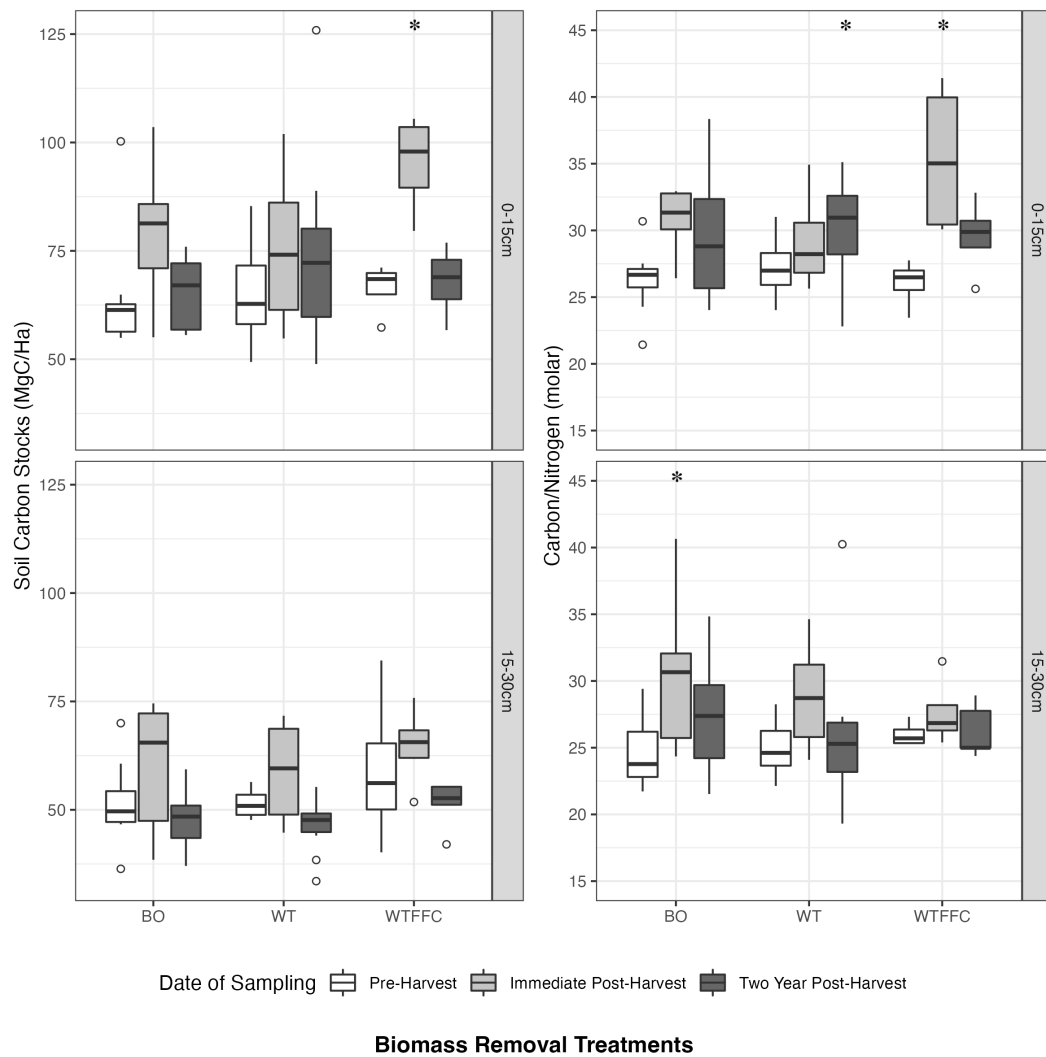 Soil Carbon Stocks (MgC/Ha)
125
100
75
50
*
0-15cm
125
100
75
50
15-30cm
BO WT WTFFC
Carbon/Nitrogen (molar)
45
40
35
30
25
20
15
* *
0-15cm
45
40
35
30
25
20
15
*
15-30cm
BO WT WTFFC
Date of Sampling Pre-Harvest Immediate Post-Harvest Two Year Post-Harvest
Biomass Removal Treatments